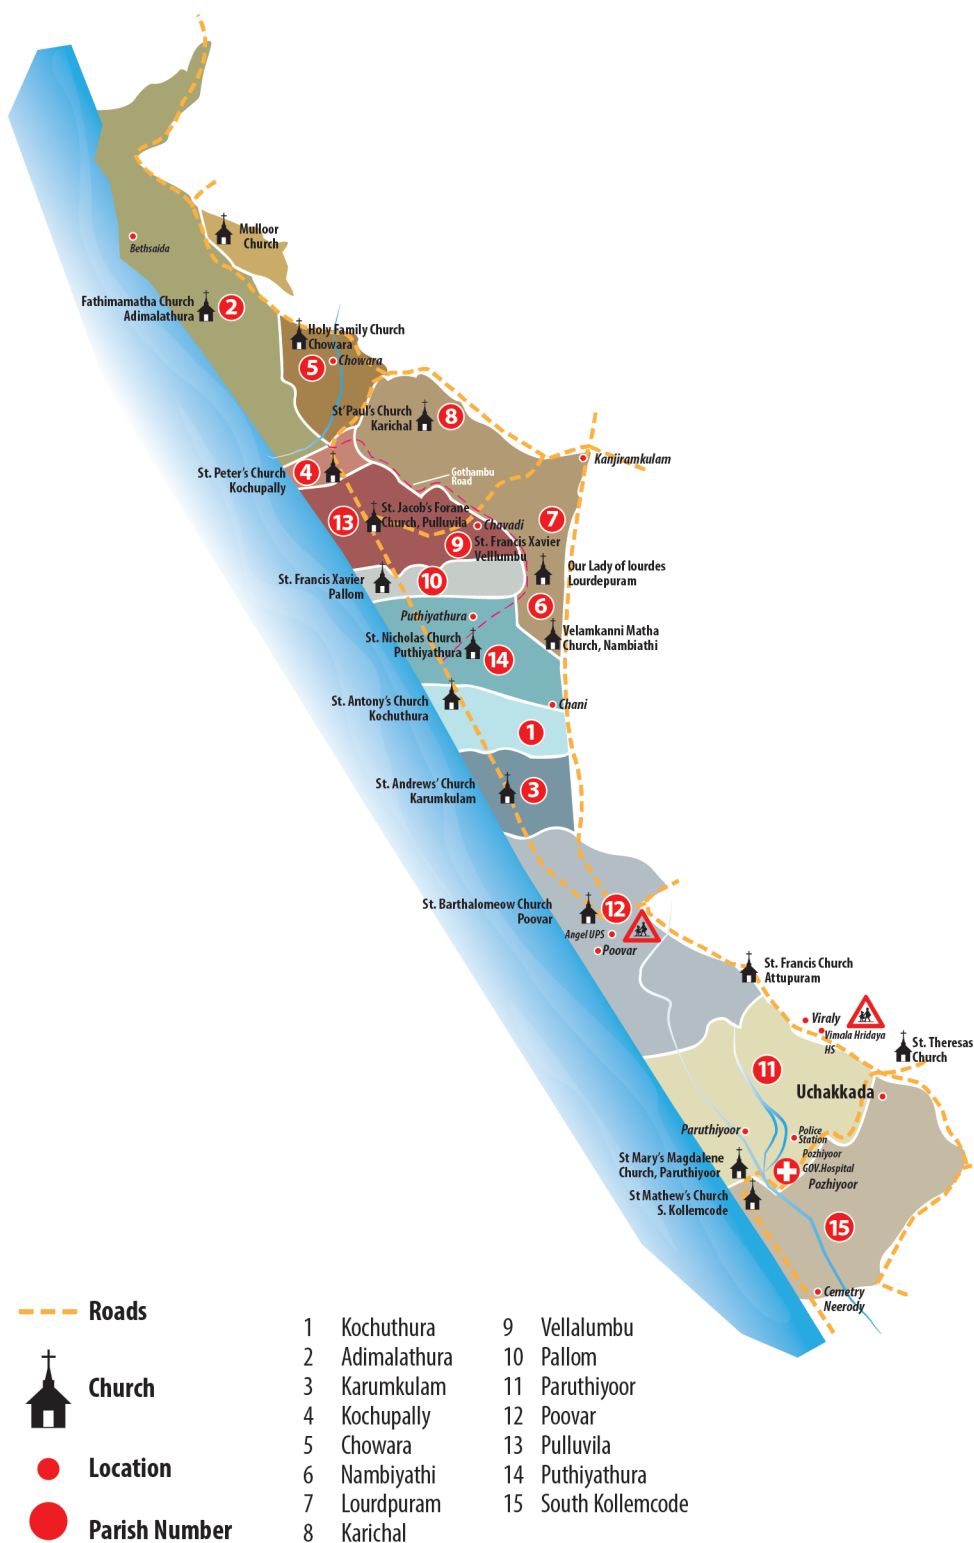 Mulloor
Church
Bethsaida
Fathimamatha Church
Adimalathura
2
Holy Family Church
Chowara
5
Chowara
St'Paul's Church
Karichal
8
Kanjiramkulam
St. Peter's Church
Kochupally
4
Gothambu
Road
13
St. Jacob's Forane
Church, Pulluvila
Chavadi
7
9
St. Francis Xavier
Velllumbu
St. Francis Xavier
Pallom
10
Our Lady of lourdes
Lourdepuram
6
Puthiyathura
St. Nicholas Church
Puthiyathura
14
Velamkanni Matha
Church, Nambiathi
St. Antony's Church
Kochuthura
Chani
1
St. Andrews' Church
Karumkulam
3
St. Barthalomeow Church
Poovar
12
Angel UPS
Poovar
St. Francis Church
Attupuram
Viraly
Vimala Hridaya
HS
St. Theresas
Church
11
Uchakkada
Paruthiyoor
Police
Station
Pozhiyoor
GOV.Hospital
Pozhiyoor
St Mary's Magdalene
Church, Paruthiyoor
St Mathew's Church
S. Kollemcode
15
Cemetry
Neerody
Roads
Church
Location
Parish Number
1 Kochuthura
2 Adimalathura
3 Karumkulam
4 Kochupally
5 Chowara
6 Nambiyathi
7 Lourdpuram
8 Karichal
9 Vellalumbu
10 Pallom
11 Paruthiyoor
12 Poovar
13 Pulluvila
14 Puthiyathura
15 South Kollemcode